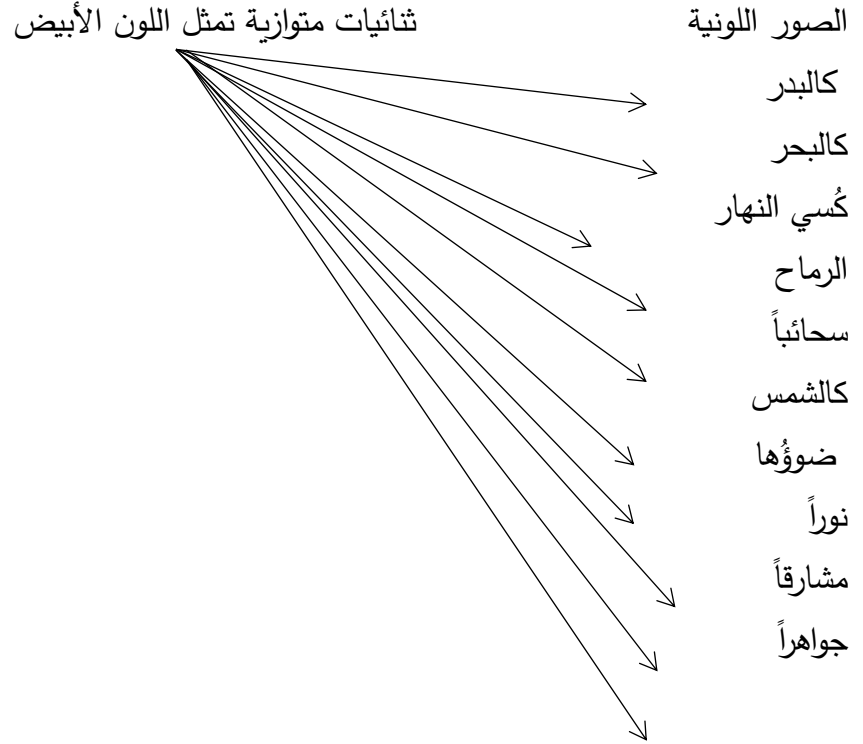 الصور اللونية ثنائيات متوازية تمثل اللون الأبيض
كالبدر
كالبحر
كُسي النهار
الرماح
سحائباً
كالشمس
ضوؤُها
نوراً
مشارقاً
جواهراً